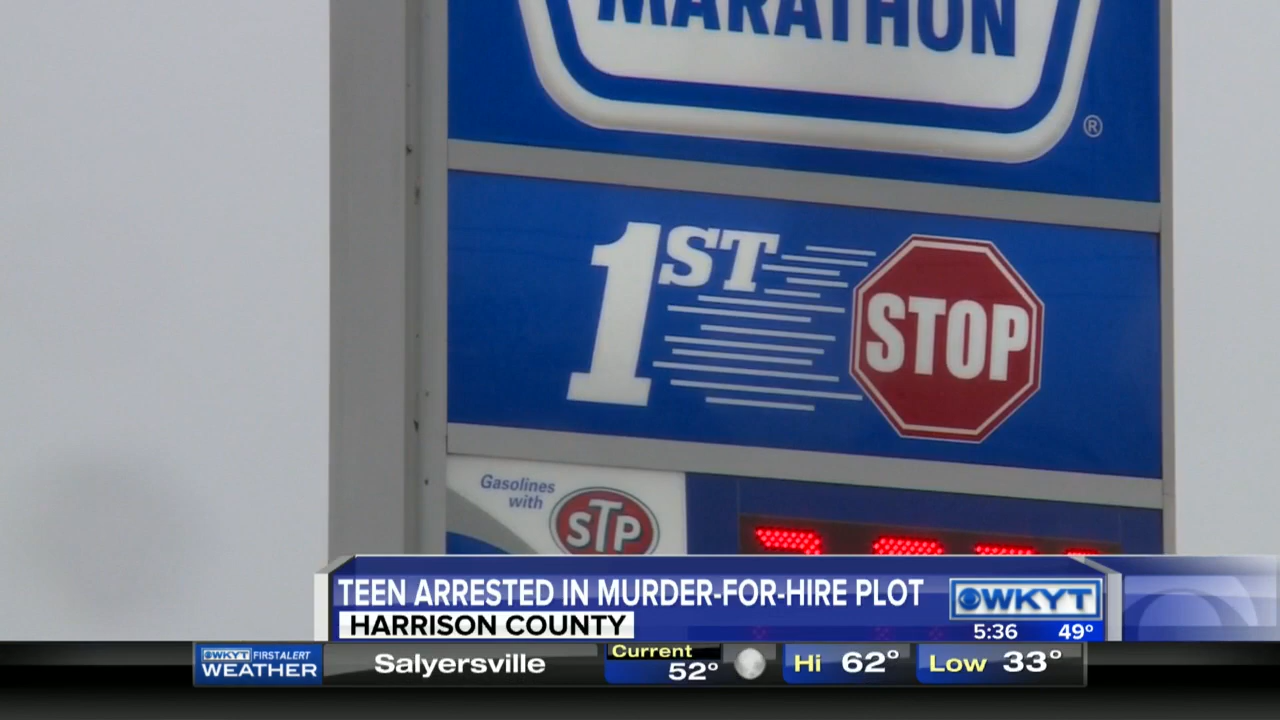 MARATHON
®
1ST STOP
Gasolines
with
STP
TEEN ARRESTED IN MURDER-FOR-HIRE PLOT
HARRISON COUNTY
WKYT
5:36 49°
WKYT FIRSTALERT
WEATHER
Salyersville
Current
52°
Hi 62°
Low 33°